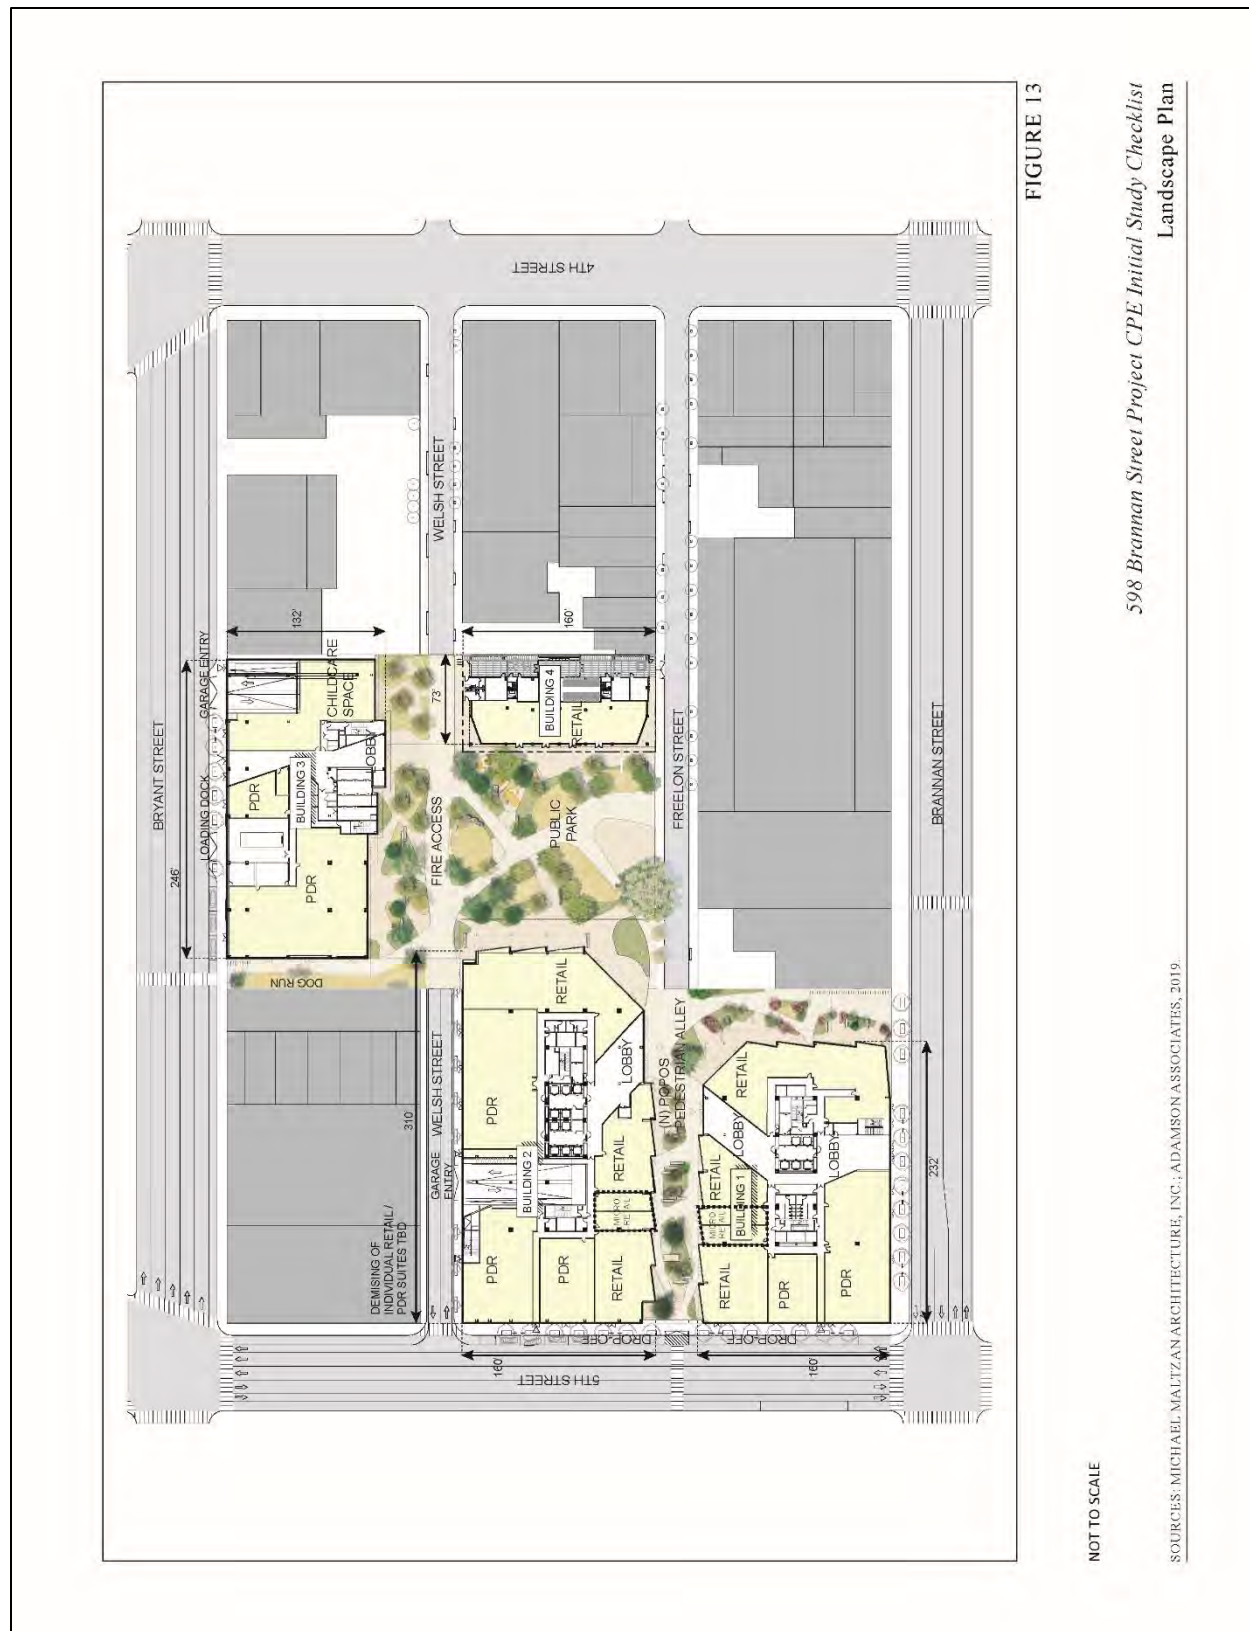 BRYANT STREET
246'
LOADING DOCK
GARAGE ENTRY
PDR
PDR
BUILDING 3
CHILDCARE
SPACE
LOBBY
132'
DOG RUN
DEMISING OF
INDIVIDUAL RETAIL /
PDR SUITES TBD
310'
GARAGE
ENTRY
WELSH STREET
FIRE ACCESS
WELSH STREET
73'
160'
BUILDING 4
RETAIL
PUBLIC
PARK
4TH STREET
5TH STREET
160'
160'
DROP-OFF
DROP-OFF
PDR
PDR
RETAIL
BUILDING 2
MICRO
RETAIL
RETAIL
PDR
LOBBY
RETAIL
(N) POPOS
PEDESTRIAN ALLEY
FREELON STREET
RETAIL
PDR
PDR
MICRO
RETAIL
BUILDING 1
RETAIL
LOBBY
LOBBY
RETAIL
232'
BRANNAN STREET
FIGURE 13
NOT TO SCALE
598 Brannan Street Project CPE Initial Study Checklist
Landscape Plan
SOURCES: MICHAEL MALTZAN ARCHITECTURE, INC.; ADAMSON ASSOCIATES, 2019.